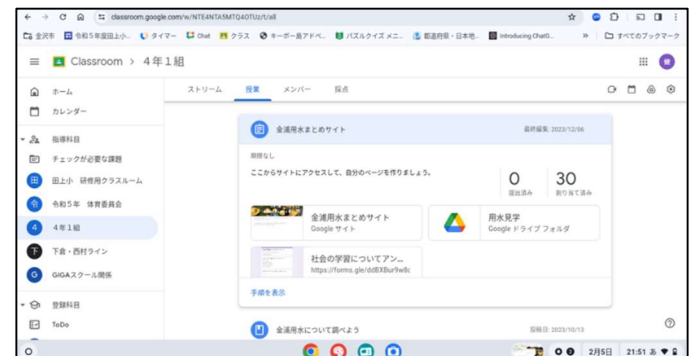 classroom.google.com/w/NTE4NTA5MTQ4OTUz/t/all
金沢市
令和５年度田上小..
タイマー
Chat
クラス
キーボー島アドベ..
パズルクイズ メニ..
都道府県・日本地..
Introducing ChatG...
»
すべてのブックマーク
Classroom > 4年1組
ストリーム
授業
メンバー
採点
ホーム
カレンダー
指導科目
チェックが必要な課題
田
田上小 研修用クラスルーム
令
令和5年 体育委員会
4
4年1組
下
下倉・西村ライン
G
GIGAスクール関係
登録科目
ToDo
金浦用水まとめサイト
最終編集: 2023/12/06
期限なし
ここからサイトにアクセスして、自分のページを作りましょう。
0
提出済み
30
割り当て済み
金浦用水まとめサイト
Google サイト
用水見学
Google ドライブ フォルダ
社会の学習についてアン...
手順を表示
金浦用水について調べよう
投稿日: 2023/10/13
2月5日
21:51